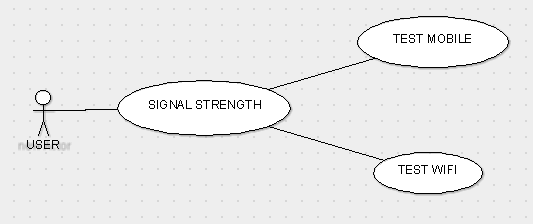 TEST MOBILE
SIGNAL STRENGTH
USER
TEST WIFI